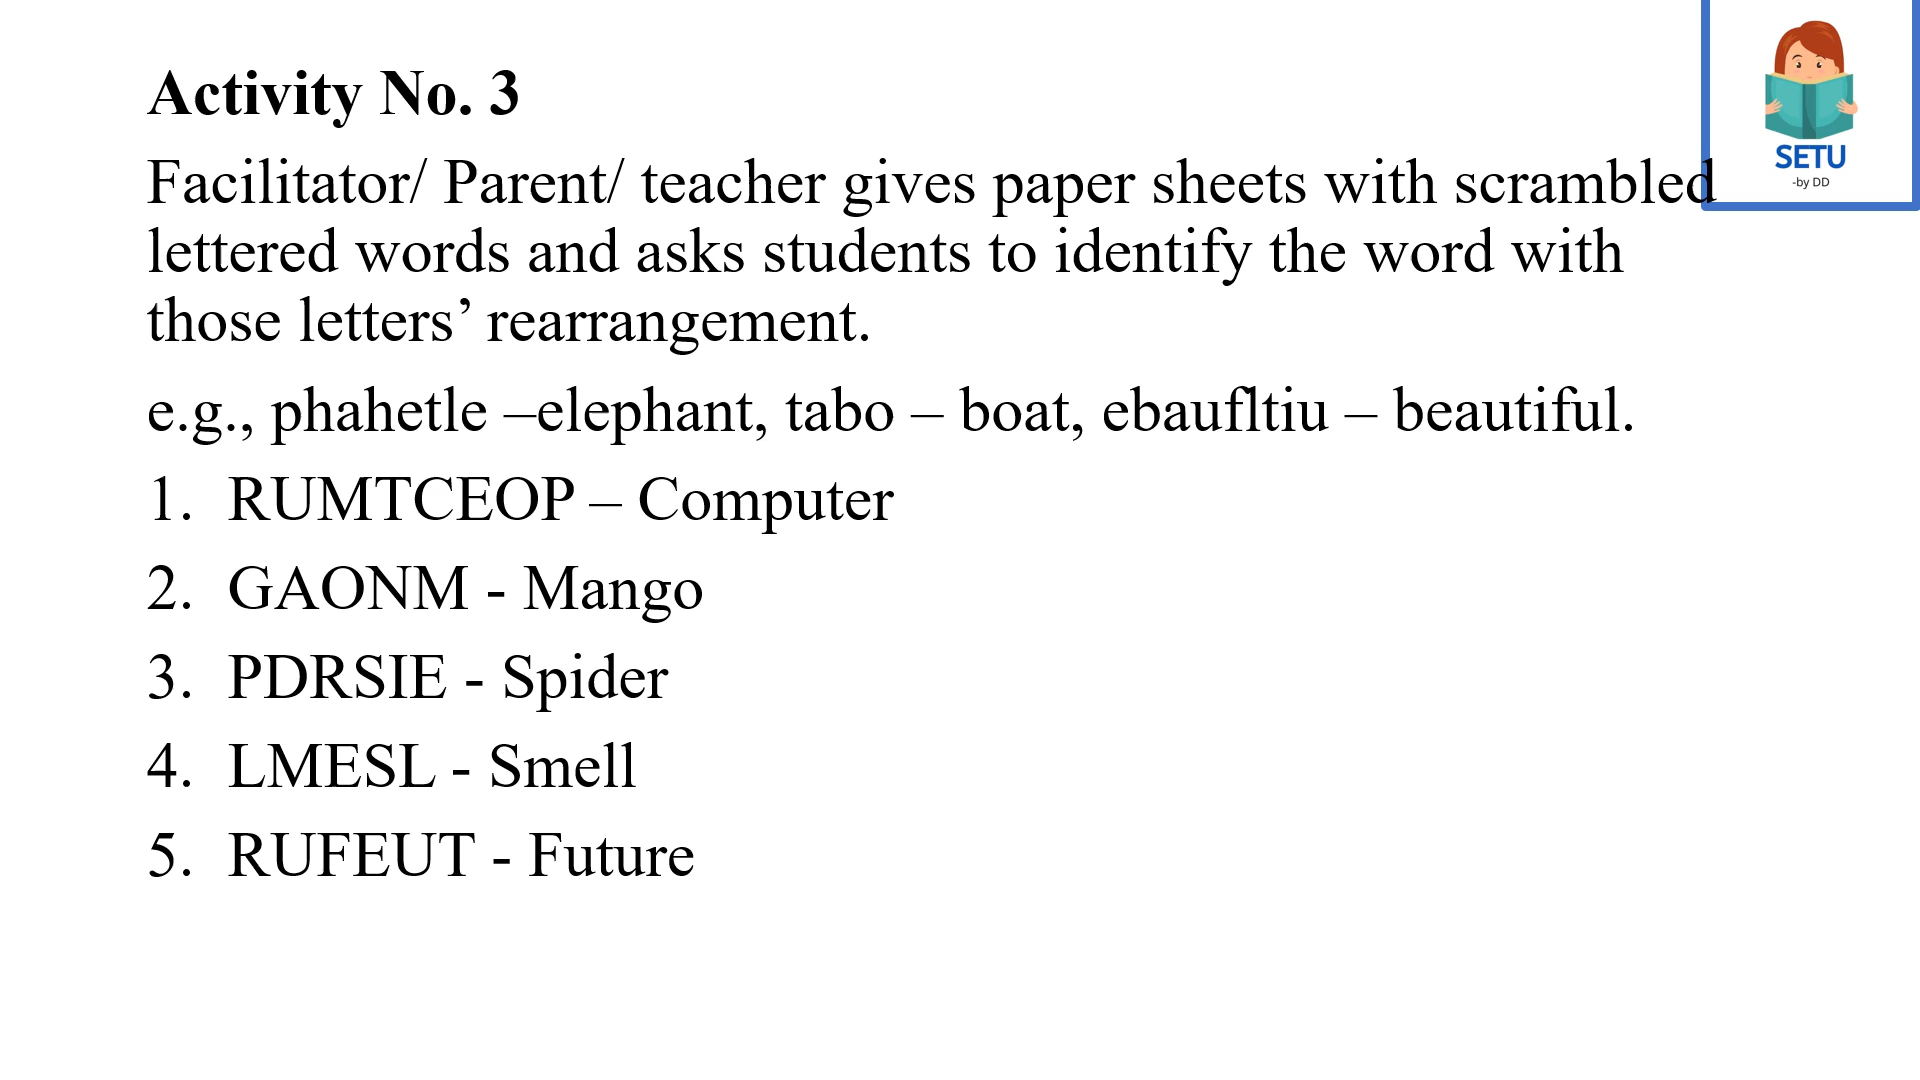 Activity No. 3
SETU
-by DD
Facilitator/ Parent/ teacher gives paper sheets with scrambled
lettered words and asks students to identify the word with
those letters’ rearrangement.
e.g., phahetle –elephant, tabo – boat, ebaufltiu – beautiful.
1. RUMTCEOP – Computer
2. GAONM - Mango
3. PDRSIE - Spider
4. LMESL - Smell
5. RUFEUT - Future